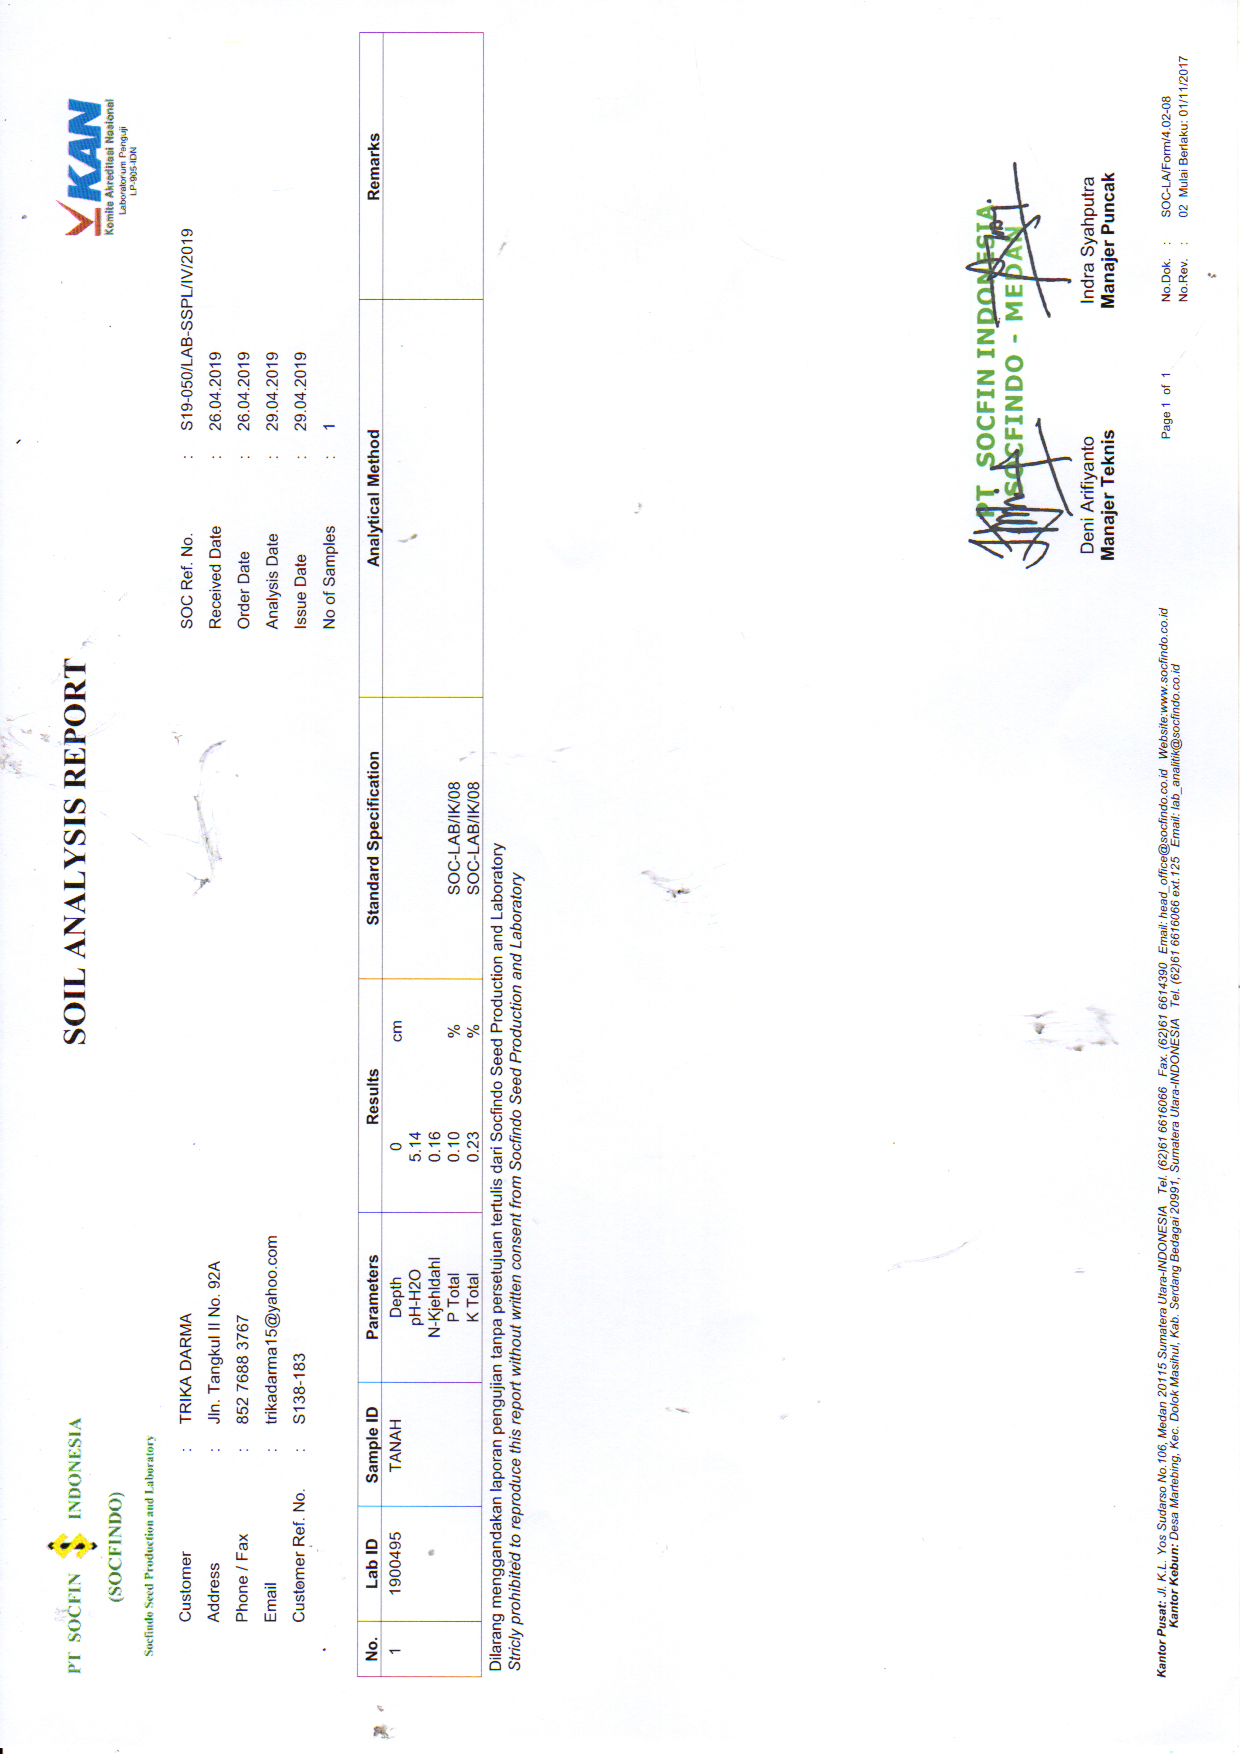 PT SOCFIN INDONESIA
(SOCFINDO)
Socfindo Seed Production and Laboratory
SOIL ANALYSIS REPORT
KAN
Komite Akreditasi Nasional
Laboratorium Penguji
LP-905-IDN
Customer : TRIKA DARMA
Address : Jln. Tangkul II No. 92A
Phone / Fax : 852 7688 3767
Email : trikadarma15@yahoo.com
Customer Ref. No. : S138-183
SOC Ref. No. : S19-050/LAB-SSPL/IV/2019
Received Date : 26.04.2019
Order Date : 26.04.2019
Analysis Date : 29.04.2019
Issue Date : 29.04.2019
No of Samples : 1
No. Lab ID Sample ID Parameters Results Standard Specification Analytical Method Remarks
1 1900495 TANAH Depth 0 cm
pH-H2O 5.14
N-Kjehldahl 0.16
P Total 0.10 % SOC-LAB/IK/08
K Total 0.23 % SOC-LAB/IK/08
Dilarang menggandakan laporan pengujian tanpa persetujuan tertulis dari Socfindo Seed Production and Laboratory
Stricly prohibited to reproduce this report without written consent from Socfindo Seed Production and Laboratory
PT SOCFIN INDONESIA.
SOCFINDO - MEDAN
Deni Arifiyanto Indra Syahputra
Manajer Teknis Manajer Puncak
Kantor Pusat: Jl. K.L. Yos Sudarso No.106, Medan 20115 Sumatera Utara-INDONESIA Tel. (62)61 6616066 Fax. (62)61 6614390 Email: head_office@socfindo.co.id Website:www.socfindo.co.id
Kantor Kebun: Desa Martebing, Kec. Dolok Masihul, Kab. Serdang Bedagai 20991, Sumatera Utara-INDONESIA Tel. (62)61 6616066 ext.125 Email: lab_analitik@socfindo.co.id
Page 1 of 1
No.Dok. : SOC-LA/Form/4.02-08
No.Rev. : 02 Mulai Berlaku: 01/11/2017